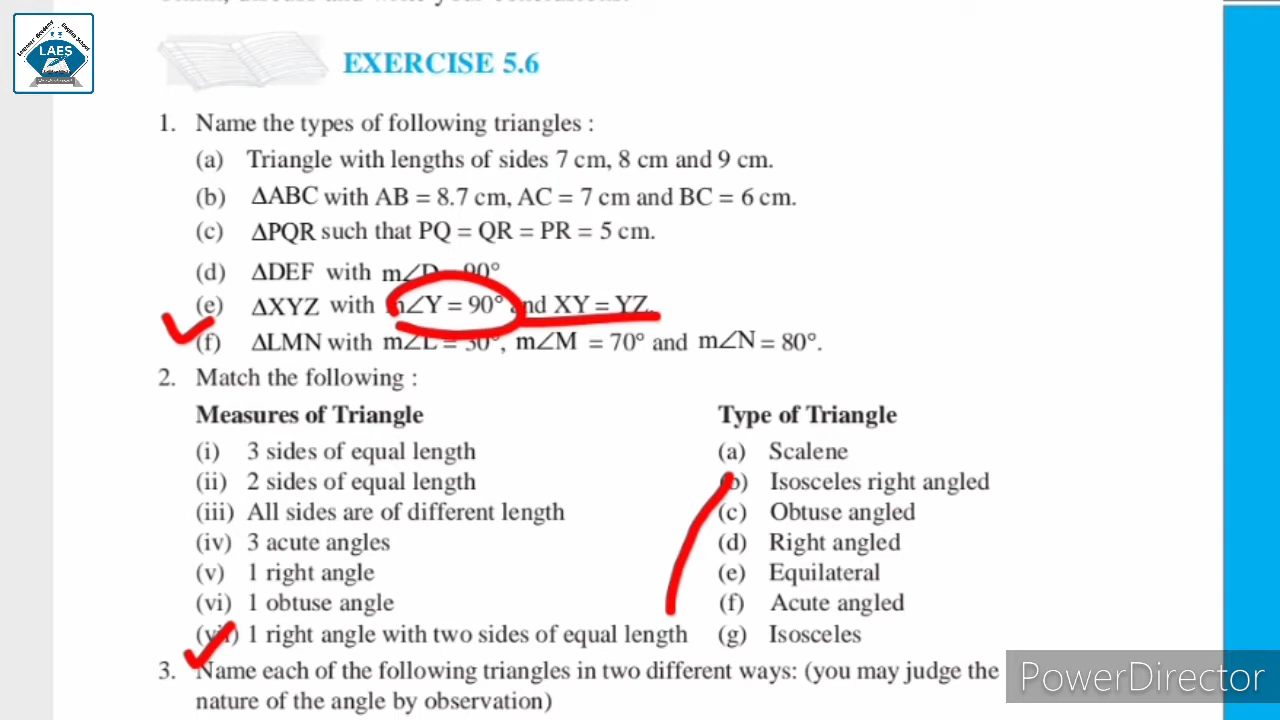 LAES
EXERCISE 5.6
1. Name the types of following triangles :
(a) Triangle with lengths of sides 7 cm, 8 cm and 9 cm.
(b) ΔABC with AB = 8.7 cm, AC = 7 cm and BC = 6 cm.
(c) ΔPQR such that PQ = QR = PR = 5 cm.
(d) ΔDEF with m∠D 90°
(e) ΔXYZ with m∠Y = 90° and XY = YZ.
(f) ΔLMN with m∠L = 30°, m∠M = 70° and m∠N = 80°.
2. Match the following :
Measures of Triangle Type of Triangle
(i) 3 sides of equal length (a) Scalene
(ii) 2 sides of equal length (b) Isosceles right angled
(iii) All sides are of different length (c) Obtuse angled
(iv) 3 acute angles (d) Right angled
(v) 1 right angle (e) Equilateral
(vi) 1 obtuse angle (f) Acute angled
(vii) 1 right angle with two sides of equal length (g) Isosceles
3. Name each of the following triangles in two different ways: (you may judge the
nature of the angle by observation)
PowerDirector